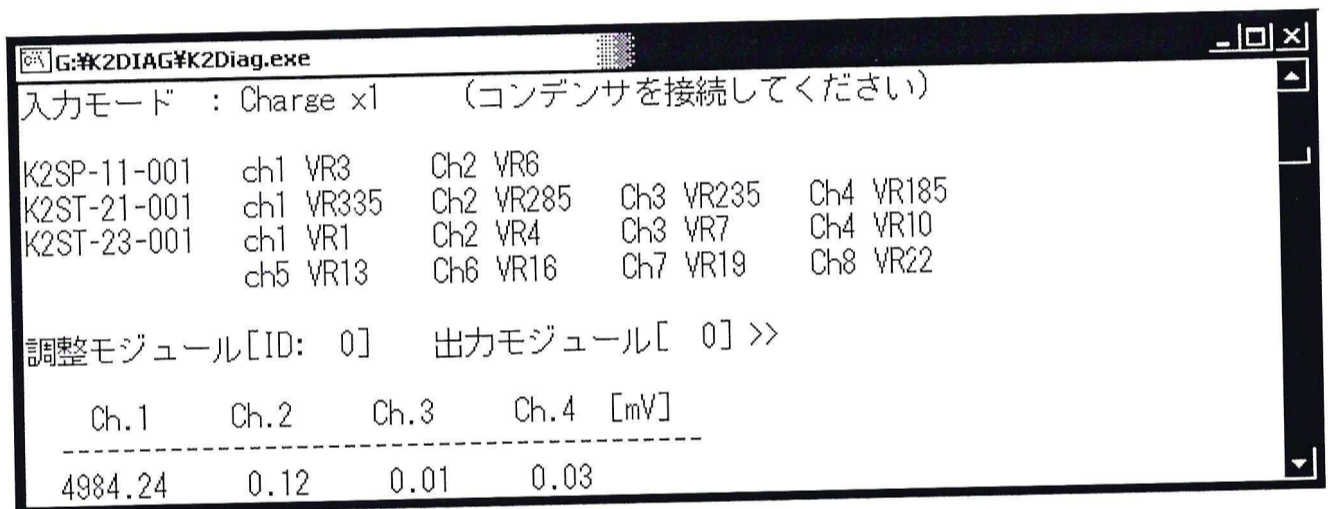 G:¥K2DIAG¥K2Diag.exe
入力モード : Charge x1 (コンデンサを接続してください)
K2SP-11-001 ch1 VR3 Ch2 VR6
K2ST-21-001 ch1 VR335 Ch2 VR285 Ch3 VR235 Ch4 VR185
K2ST-23-001 ch1 VR1 Ch2 VR4 Ch3 VR7 Ch4 VR10
ch5 VR13 Ch6 VR16 Ch7 VR19 Ch8 VR22
調整モジュール[ID: 0] 出力モジュール[ 0] >>
Ch.1 Ch.2 Ch.3 Ch.4 [mV]
---------------------------------------------
4984.24 0.12 0.01 0.03